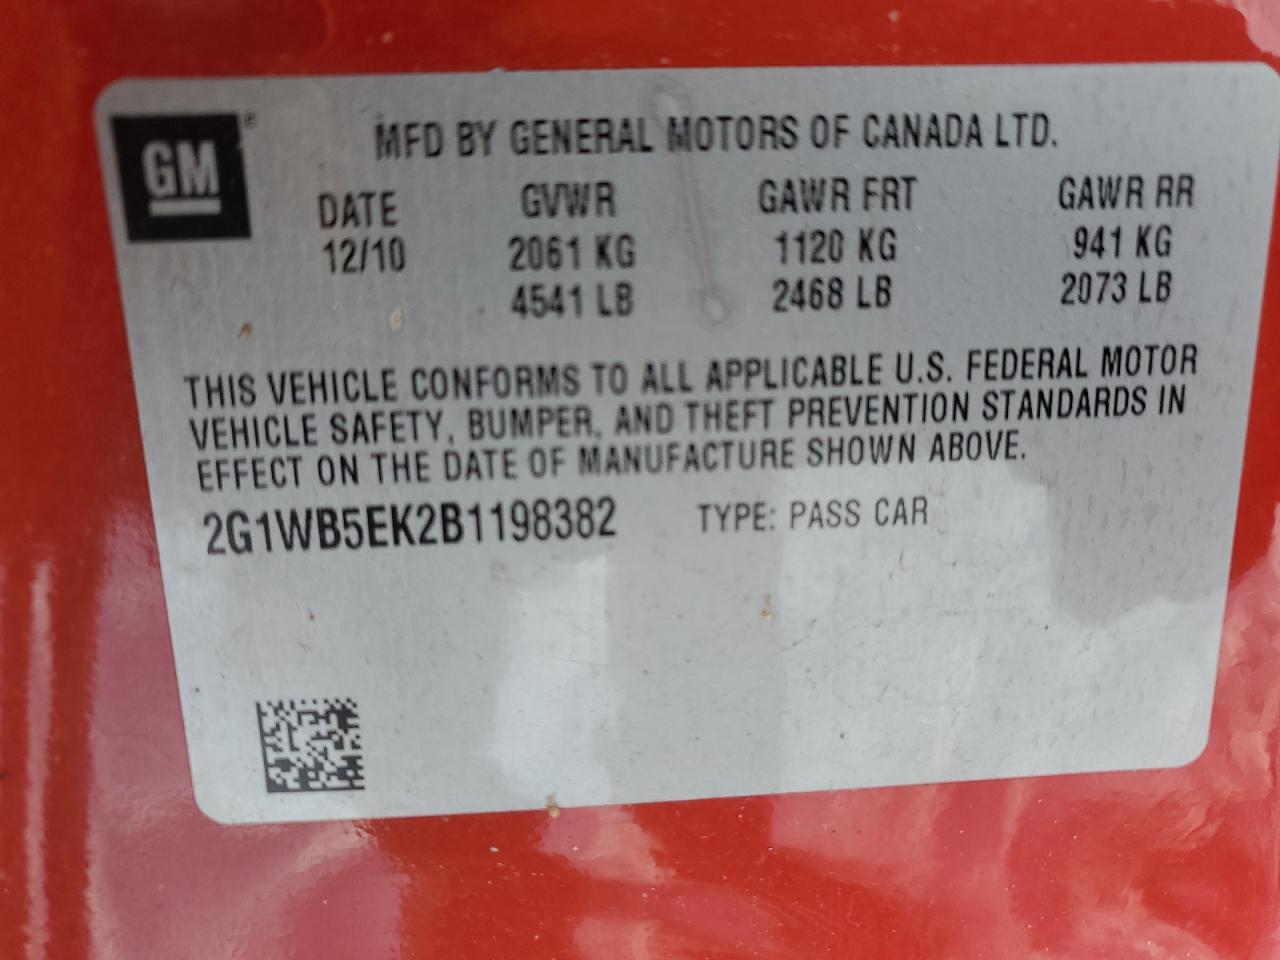 GM ®
MFD BY GENERAL MOTORS OF CANADA LTD.
DATE GVWR GAWR FRT GAWR RR
12/10 2061 KG 1120 KG 941 KG
4541 LB 2468 LB 2073 LB
THIS VEHICLE CONFORMS TO ALL APPLICABLE U.S. FEDERAL MOTOR
VEHICLE SAFETY, BUMPER, AND THEFT PREVENTION STANDARDS IN
EFFECT ON THE DATE OF MANUFACTURE SHOWN ABOVE.
2G1WB5EK2B1198382 TYPE: PASS CAR